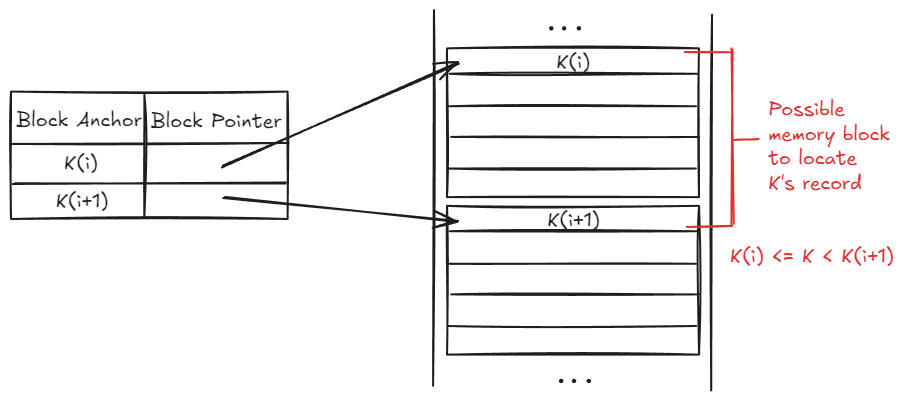 ...
K(i)
Block Anchor Block Pointer
K(i)
K(i+1)
K(i+1)
Possible
memory block
to locate
K's record
K(i) <= K < K(i+1)
...